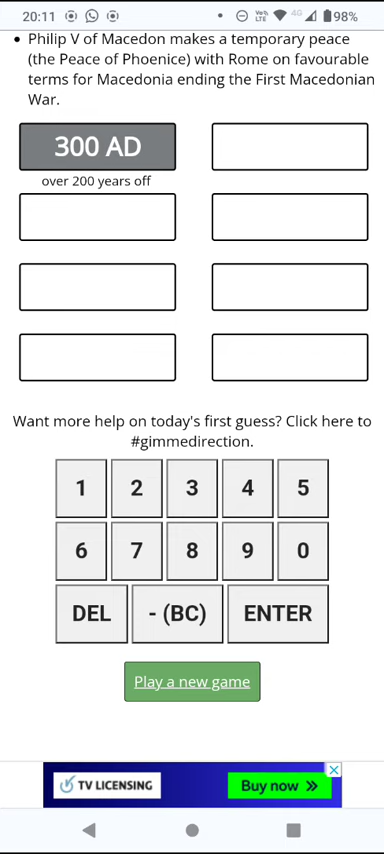 20:11 VoWiFi LTE 4G 98%
• Philip V of Macedon makes a temporary peace
(the Peace of Phoenice) with Rome on favourable
terms for Macedonia ending the First Macedonian
War.
300 AD
over 200 years off
Want more help on today's first guess? Click here to
#gimmedirection.
1 2 3 4 5
6 7 8 9 0
DEL - (BC) ENTER
Play a new game
TV LICENSING Buy now »